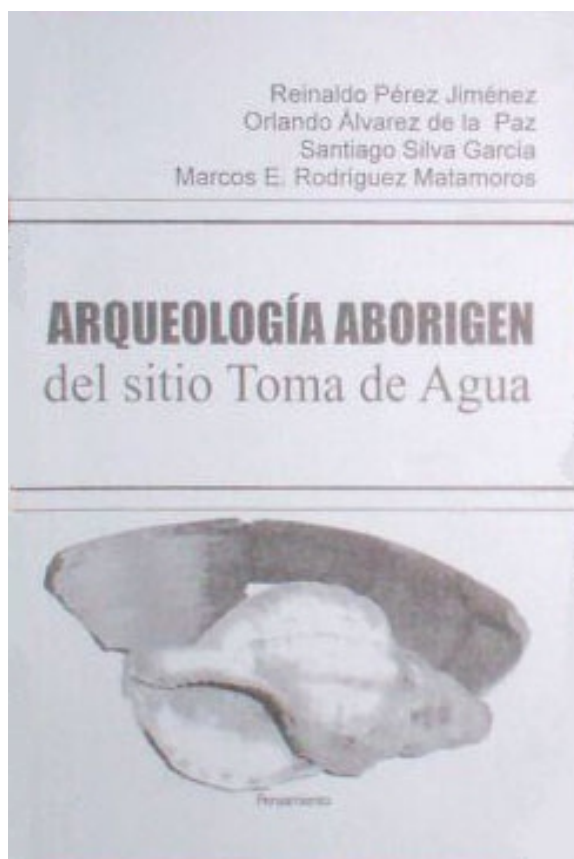 Reinaldo Pérez Jiménez
Orlando Álvarez de la Paz
Santiago Silva García
Marcos E. Rodríguez Matamoros
ARQUEOLOGÍA ABORIGEN
del sitio Toma de Agua
Pensamiento